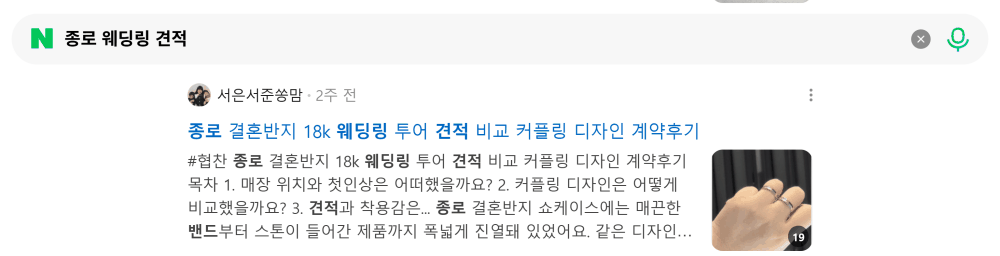 N 종로 웨딩링 견적
서은서준쏭맘 · 2주 전
종로 결혼반지 18k 웨딩링 투어 견적 비교 커플링 디자인 계약후기
#협찬 종로 결혼반지 18k 웨딩링 투어 견적 비교 커플링 디자인 계약후기
목차 1. 매장 위치와 첫인상은 어떠했을까요? 2. 커플링 디자인은 어떻게
비교했을까요? 3. 견적과 착용감은... 종로 결혼반지 쇼케이스에는 매끈한
밴드부터 스톤이 들어간 제품까지 폭넓게 진열돼 있었어요. 같은 디자인...
19